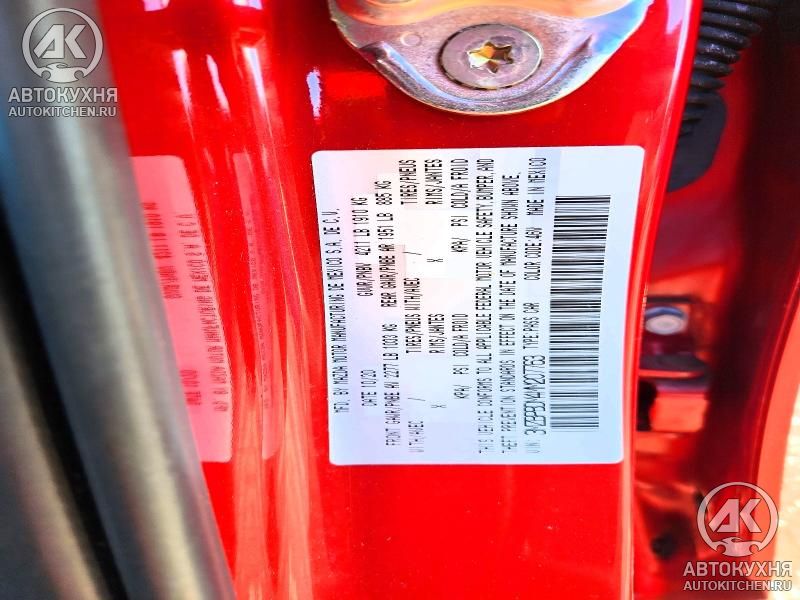 АК
АВТОКУХНЯ
AUTOKITCHEN.RU
MFD. BY MAZDA MOTOR MANUFACTURING DE MEXICO S.A. DE C.V.
DATE 10/20 GVWR/PNBV 4211 LB 1910 KG
FRONT GAWR/PNBE AV 2277 LB 1033 KG REAR GAWR/PNBE AR 1951 LB 885 KG
WITH/AVEC / TIRES/PNEUS WITH/AVEC / TIRES/PNEUS
X RIMS/JANTES X RIMS/JANTES
KPA/ PSI COLD/A FROID KPA/ PSI COLD/A FROID
THIS VEHICLE CONFORMS TO ALL APPLICABLE FEDERAL MOTOR VEHICLE SAFETY, BUMPER, AND
THEFT PREVENTION STANDARDS IN EFFECT ON THE DATE OF MANUFACTURE SHOWN ABOVE.
V.I.N. TYPE PASS CAR COLOR CODE 46V MADE IN MEXICO
АК
АВТОКУХНЯ
AUTOKITCHEN.RU